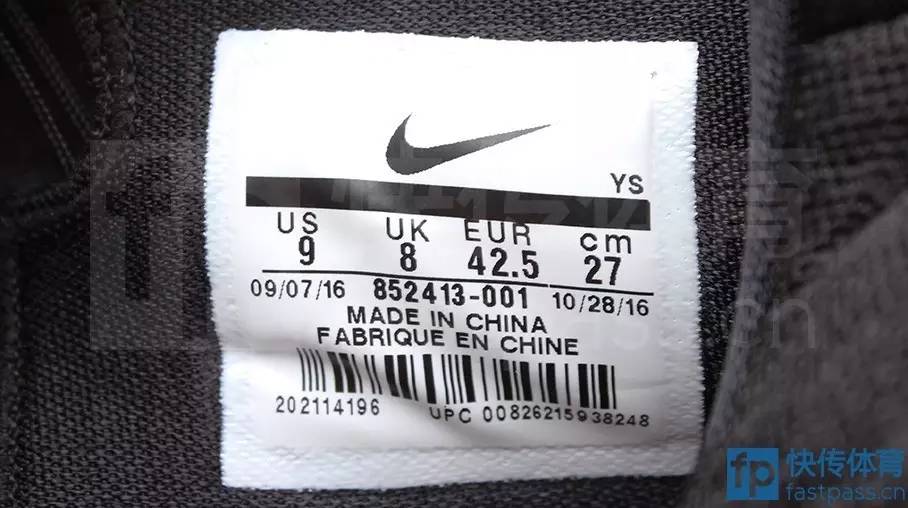 YS
US UK EUR cm
9 8 42.5 27
09/07/16 852413-001 10/28/16
MADE IN CHINA
FABRIQUE EN CHINE
202114196 UPC 00826215938248
fp 快传体育
fastpass.cn